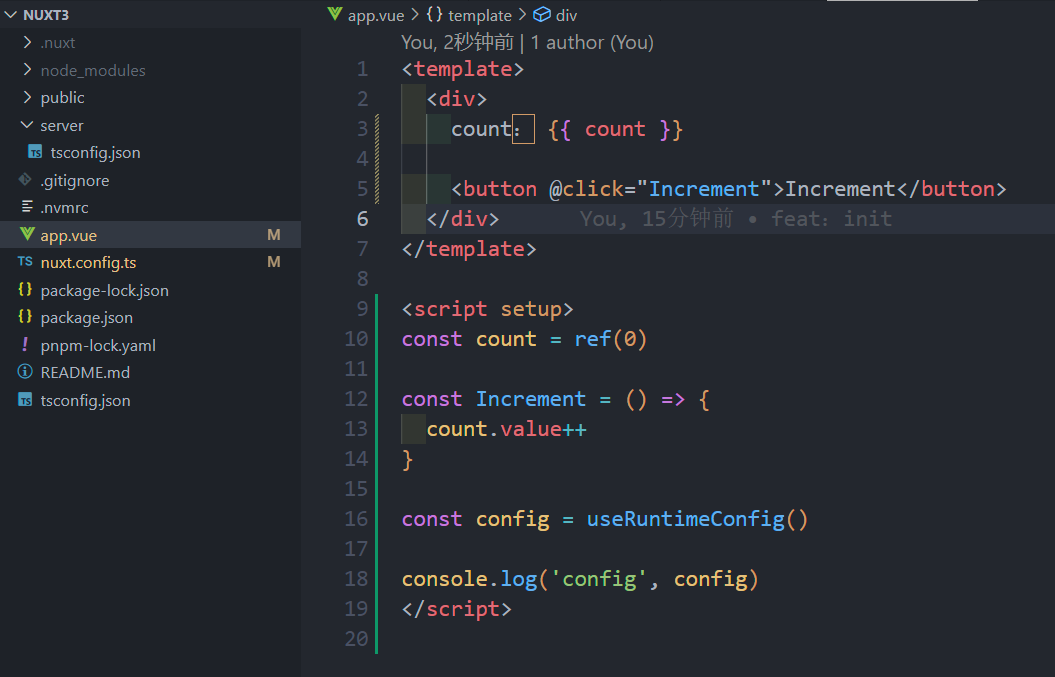 NUXT3
.nuxt
node_modules
public
server
tsconfig.json
.gitignore
.nvmrc
app.vue M
nuxt.config.ts M
package-lock.json
package.json
pnpm-lock.yaml
README.md
tsconfig.json
app.vue > {} template > div
You, 2秒钟前 | 1 author (You)
1 <template>
2 <div>
3 count： {{ count }}
4
5 <button @click="Increment">Increment</button>
6 </div> You, 15分钟前 • feat：init
7 </template>
8
9 <script setup>
10 const count = ref(0)
11
12 const Increment = () => {
13 count.value++
14 }
15
16 const config = useRuntimeConfig()
17
18 console.log('config', config)
19 </script>
20